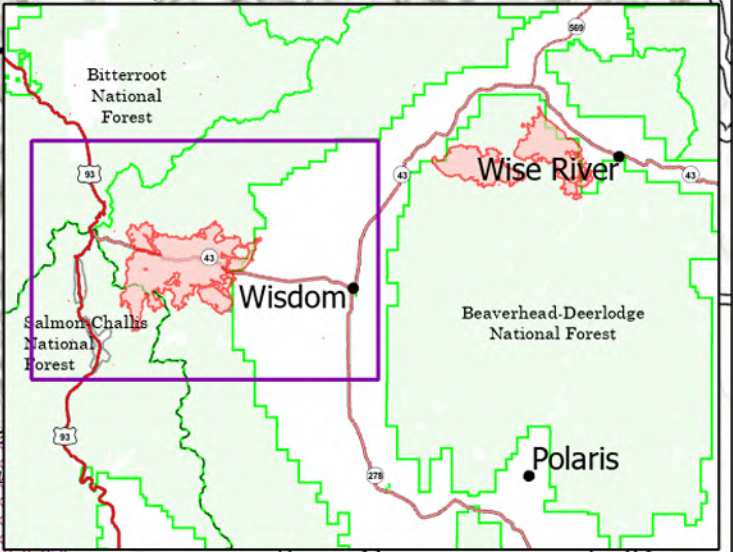 569
Bitterroot
National
Forest
93
43
Wise River
43
43
Wisdom
Salmon-Challis
National
Forest
Beaverhead-Deerlodge
National Forest
93
Polaris
278